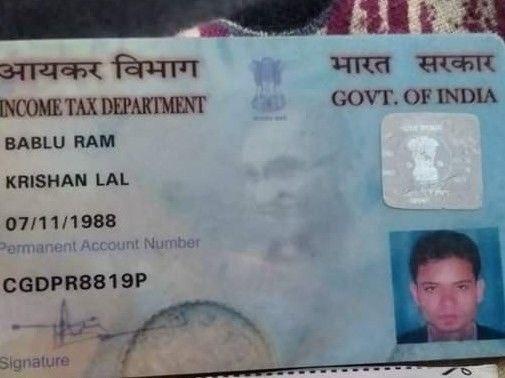 आयकर विभाग
भारत सरकार
INCOME TAX DEPARTMENT
GOVT. OF INDIA
BABLU RAM
KRISHAN LAL
07/11/1988
Permanent Account Number
CGDPR8819P
Signature